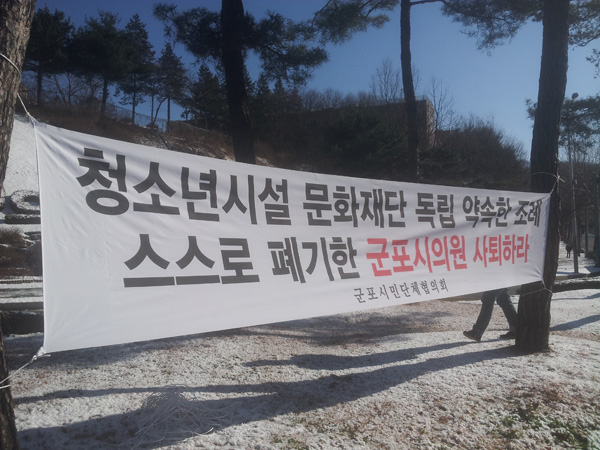 청소년시설 문화재단 독립 약속한 조례
스스로 폐기한 군포시의원 사퇴하라
군포시민단체협의회